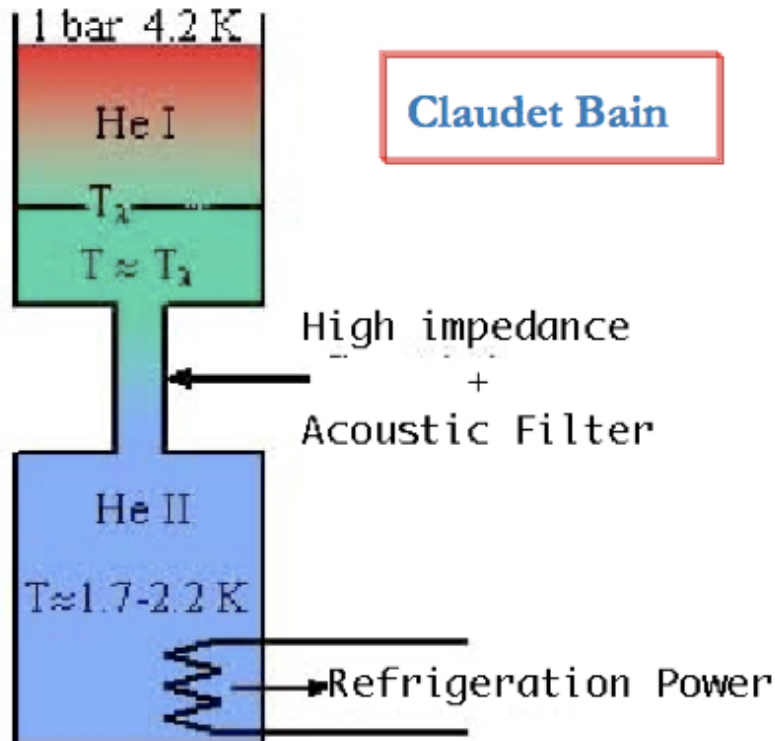 1 bar 4.2 K
Claudet Bain
He I
Tλ
T ≈ Tλ
High impedance
+
Acoustic Filter
He II
T≈1.7-2.2 K
Refrigeration Power